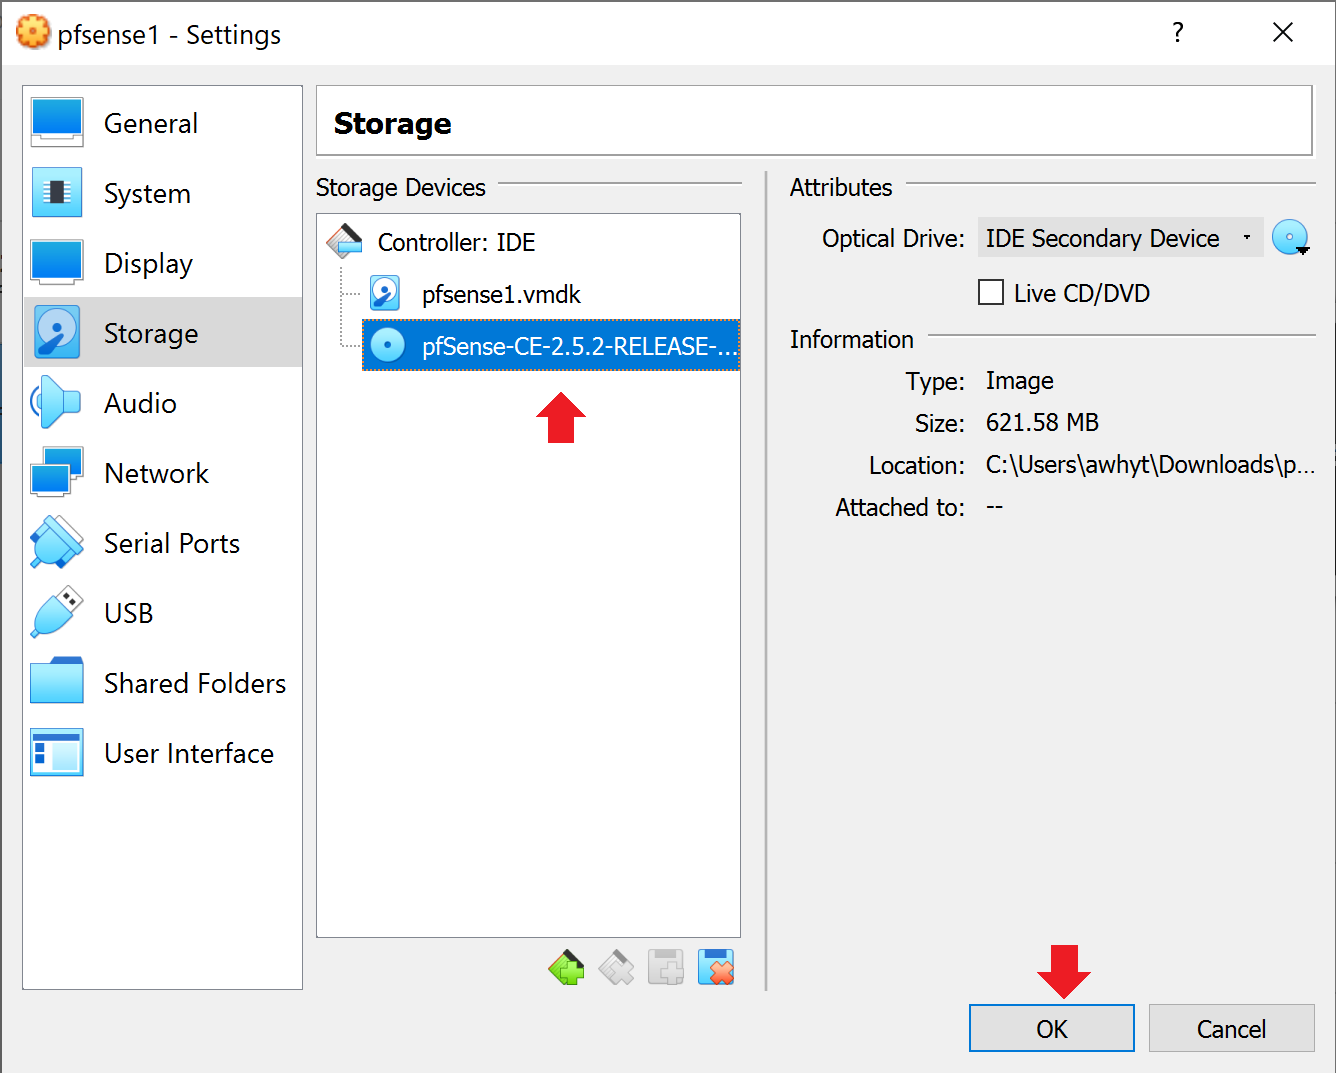 pfsense1 - Settings
?
General
System
Display
Storage
Audio
Network
Serial Ports
USB
Shared Folders
User Interface
Storage
Storage Devices
Controller: IDE
pfsense1.vmdk
pfSense-CE-2.5.2-RELEASE-...
Attributes
Optical Drive: IDE Secondary Device
Live CD/DVD
Information
Type: Image
Size: 621.58 MB
Location: C:\Users\awhyt\Downloads\p...
Attached to: --
OK
Cancel